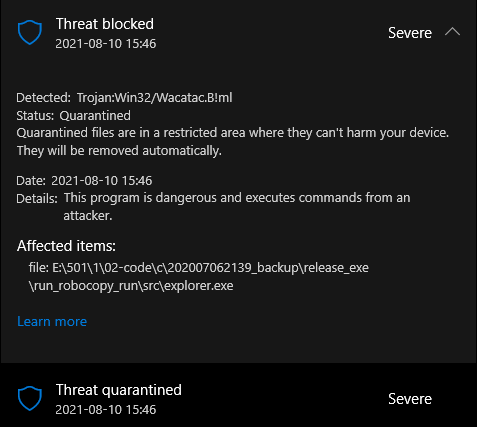 Threat blocked
2021-08-10 15:46
Severe
Detected: Trojan:Win32/Wacatac.B!ml
Status: Quarantined
Quarantined files are in a restricted area where they can't harm your device.
They will be removed automatically.
Date: 2021-08-10 15:46
Details: This program is dangerous and executes commands from an
attacker.
Affected items:
file: E:\501\1\02-code\c\202007062139_backup\release_exe
\run_robocopy_run\src\explorer.exe
Learn more
Threat quarantined
2021-08-10 15:46
Severe